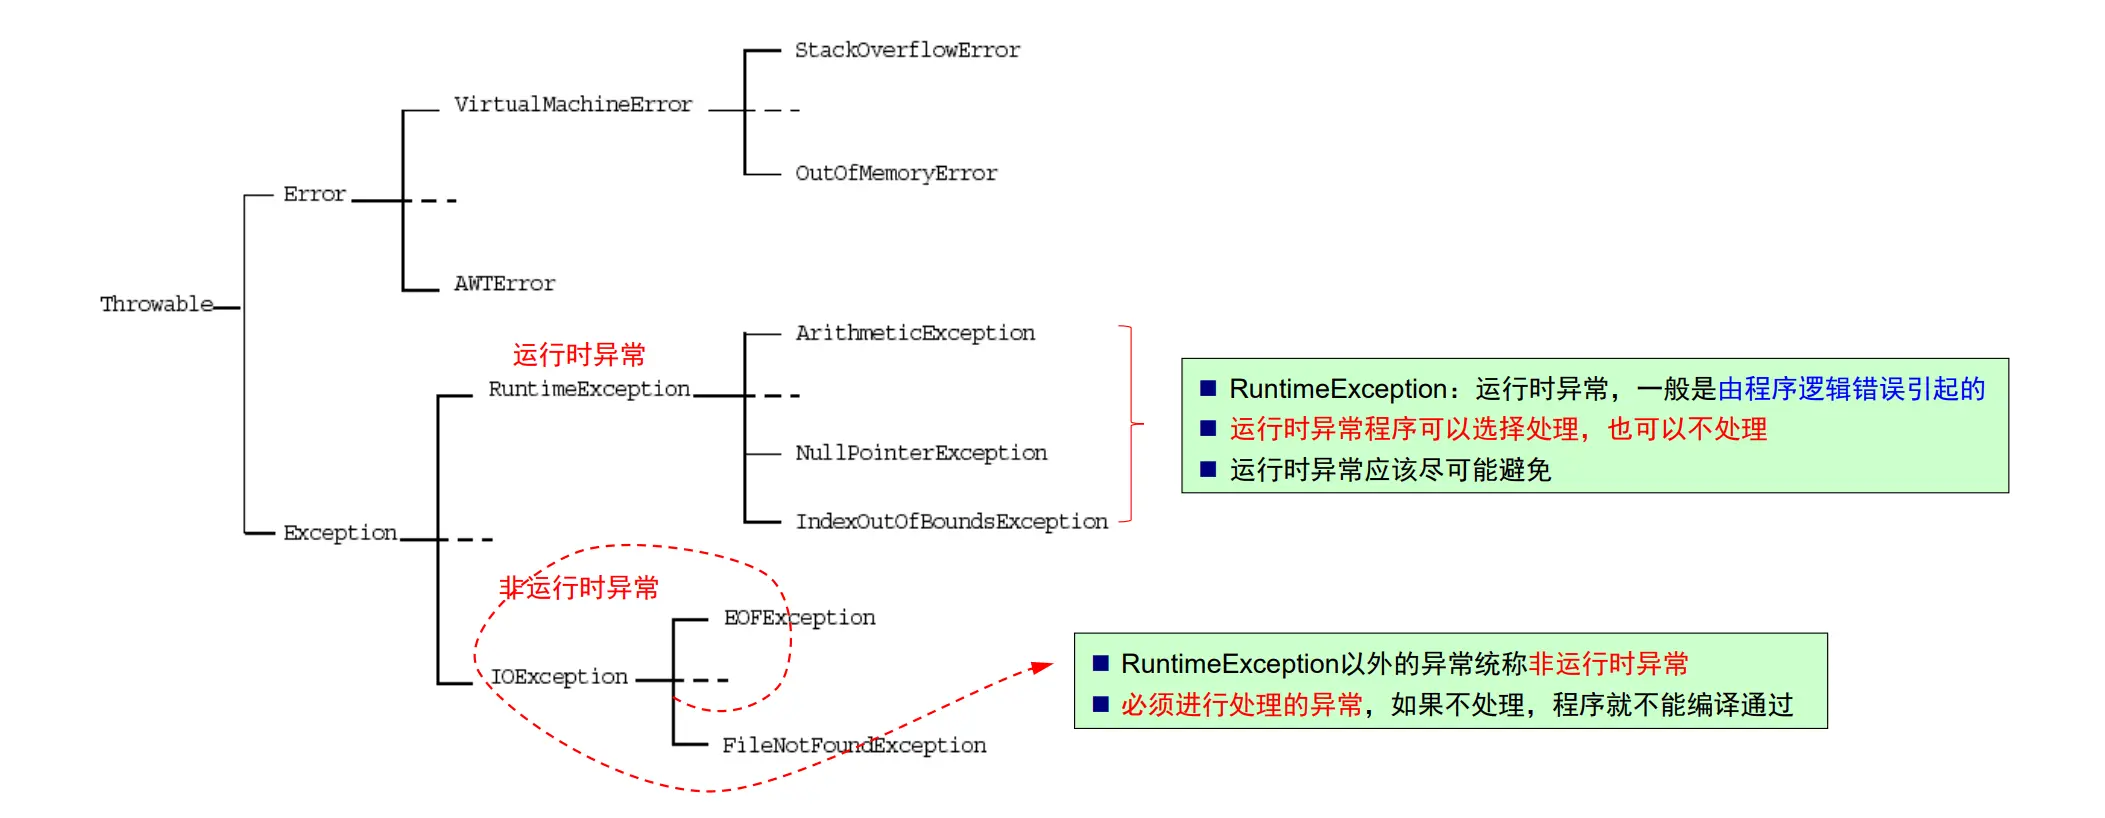 StackOverflowError
VirtualMachineError
OutOfMemoryError
Error
AWTError
Throwable
运行时异常
RuntimeException
ArithmeticException
NullPointerException
IndexOutOfBoundsException
Exception
非运行时异常
EOFException
IOException
FileNotFoundException
RuntimeException：运行时异常，一般是由程序逻辑错误引起的
运行时异常程序可以选择处理，也可以不处理
运行时异常应该尽可能避免
RuntimeException以外的异常统称非运行时异常
必须进行处理的异常，如果不处理，程序就不能编译通过